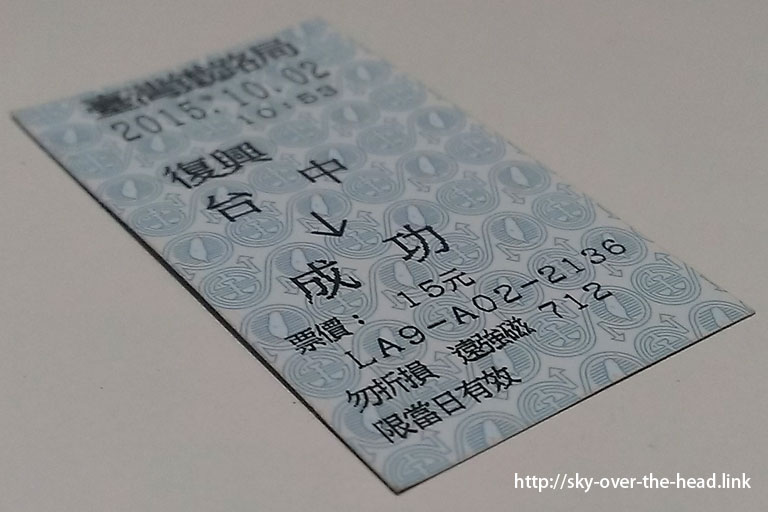 臺灣鐵路局
2015.10.02
10:53
復興
台中
↓
成功
票價: 15元
LA9-A02-2136
勿折損 遠強磁 712
限當日有效
http://sky-over-the-head.link